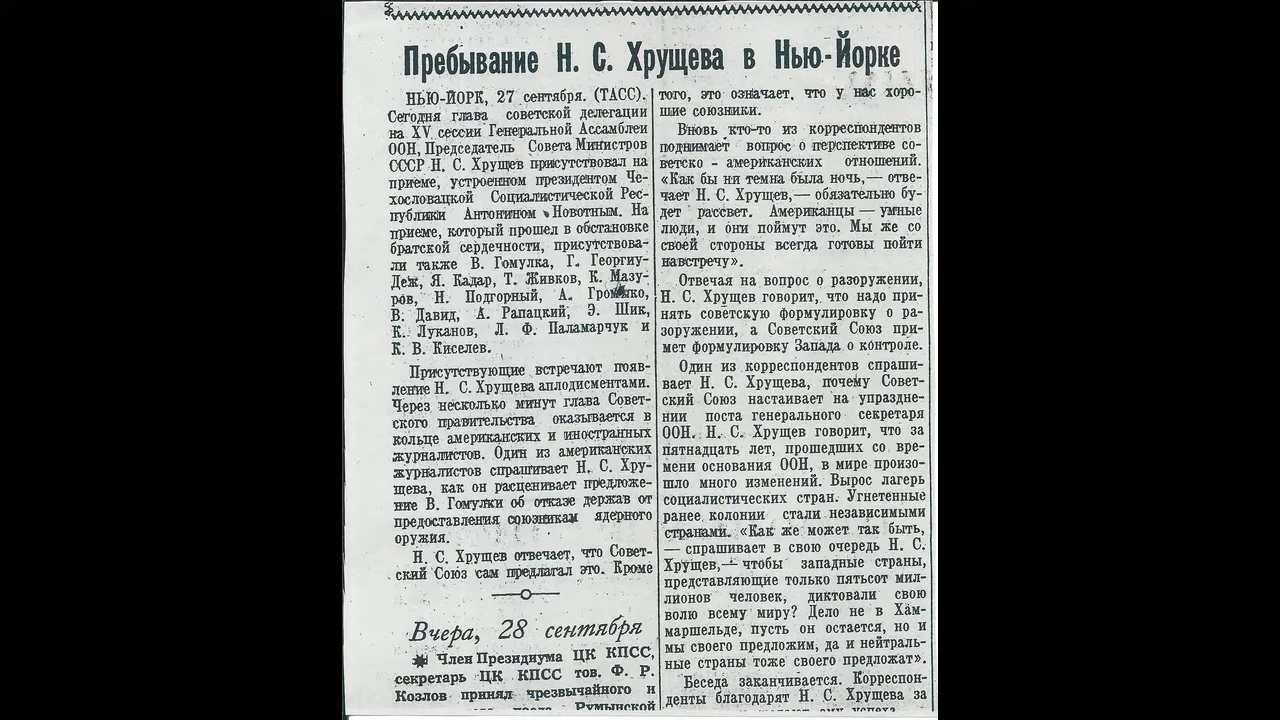 Пребывание Н. С. Хрущева в Нью-Йорке
НЬЮ-ЙОРК, 27 сентября. (ТАСС).
Сегодня глава советской делегации
на XV сессии Генеральной Ассамблеи
ООН, Председатель Совета Министров
СССР Н. С. Хрущев присутствовал на
приеме, устроенном президентом Че-
хословацкой Социалистической Рес-
публики Антонином Новотным. На
приеме, который прошел в обстановке
братской сердечности, присутствова-
ли также В. Гомулка, Г. Георгиу-
Деж, Я. Кадар, Т. Живков, К. Мазу-
ров, Н. Подгорный, А. Громыко,
В. Давид, А. Рапацкий, Э. Шик,
К. Луканов, Л. Ф. Паламарчук и
К. В. Киселев.
Присутствующие встречают появ-
ление Н. С. Хрущева аплодисментами.
Через несколько минут глава Совет-
ского правительства оказывается в
кольце американских и иностранных
журналистов. Один из американских
журналистов спрашивает Н. С. Хру-
щева, как он расценивает предложе-
ние В. Гомулки об отказе держав от
предоставления союзникам ядерного
оружия.
Н. С. Хрущев отвечает, что Совет-
ский Союз сам предлагал это. Кроме
Вчера, 28 сентября
Член Президиума ЦК КПСС,
секретарь ЦК КПСС тов. Ф. Р.
Козлов принял чрезвычайного и
посла Румынской
того, это означает, что у нас хоро-
шие союзники.
Вновь кто-то из корреспондентов
поднимает вопрос о перспективе со-
ветско - американских отношений.
«Как бы ни темна была ночь,— отве-
чает Н. С. Хрущев,— обязательно бу-
дет рассвет. Американцы — умные
люди, и они поймут это. Мы же со
своей стороны всегда готовы пойти
навстречу».
Отвечая на вопрос о разоружении,
Н. С. Хрущев говорит, что надо при-
нять советскую формулировку о ра-
зоружении, а Советский Союз при-
мет формулировку Запада о контроле.
Один из корреспондентов спраши-
вает Н. С. Хрущева, почему Совет-
ский Союз настаивает на упраздне-
нии поста генерального секретаря
ООН. Н. С. Хрущев говорит, что за
пятнадцать лет, прошедших со вре-
мени основания ООН, в мире произо-
шло много изменений. Вырос лагерь
социалистических стран. Угнетенные
ранее колонии стали независимыми
странами. «Как же может так быть,
— спрашивает в свою очередь Н. С.
Хрущев,— чтобы западные страны,
представляющие только пятьсот мил-
лионов человек, диктовали свою
волю всему миру? Дело не в Хам-
маршельде, пусть он остается, но и
мы своего предложим, да и нейтраль-
ные страны тоже своего предложат».
Беседа заканчивается. Корреспон-
денты благодарят Н. С. Хрущева за
ему успеха